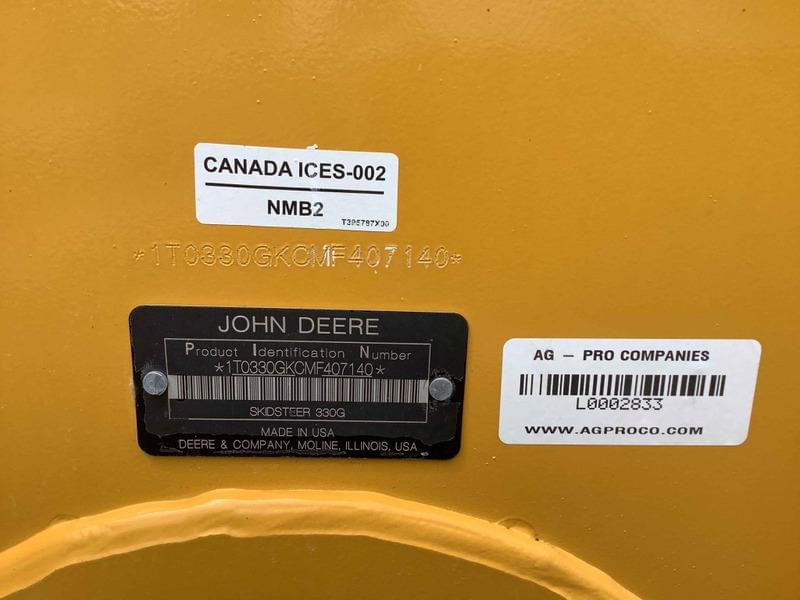 CANADA ICES-002
NMB2
T395787X00
*1T0330GKCMF407140*
JOHN DEERE
Product Identification Number
*1T0330GKCMF407140*
SKIDSTEER 330G
MADE IN USA
DEERE & COMPANY, MOLINE, ILLINOIS, USA
AG - PRO COMPANIES
L0002833
WWW.AGPROCO.COM